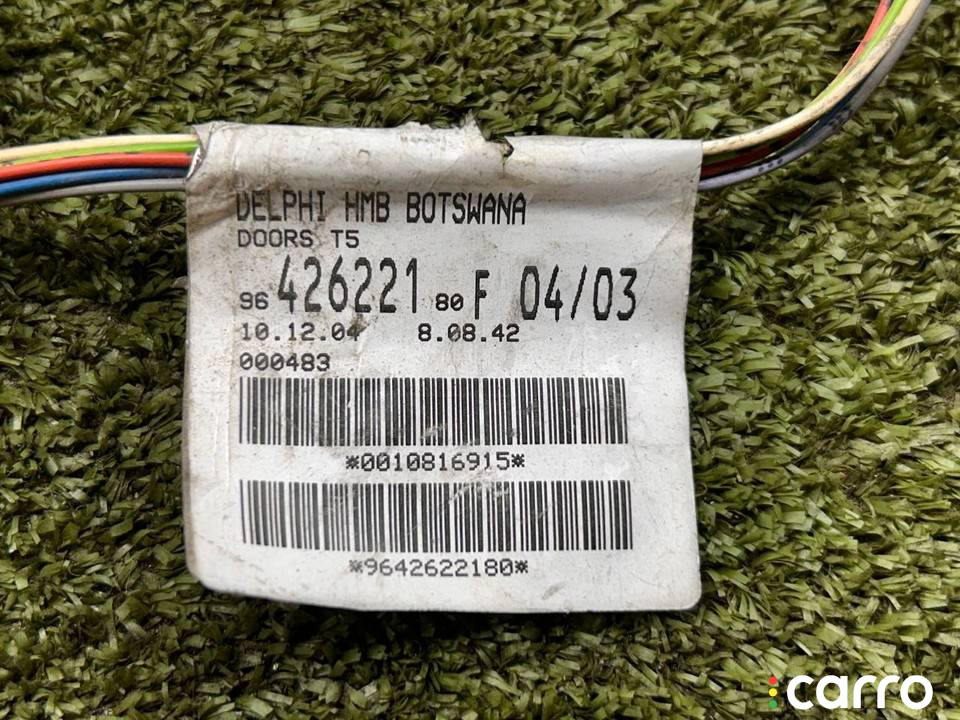 DELPHI HMB BOTSWANA
DOORS T5
96 426221 80 F 04/03
10.12.04 8.08.42
000483
*0010816915*
*9642622180*
carro